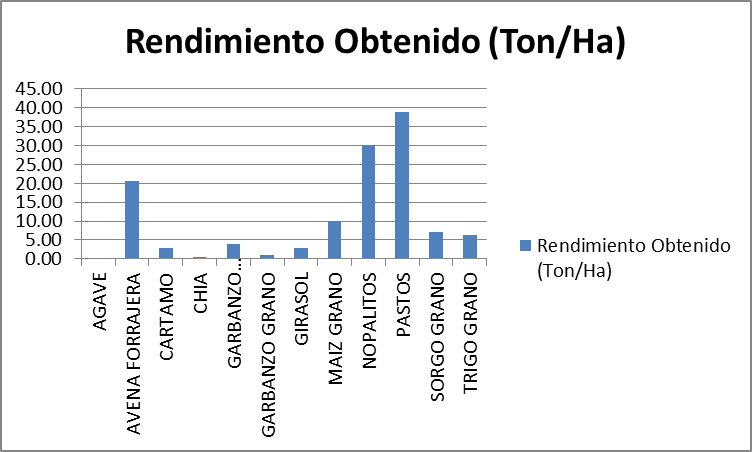 Rendimiento Obtenido (Ton/Ha)
45.00
40.00
35.00
30.00
25.00
20.00
15.00
10.00
5.00
0.00
AGAVE
AVENA FORRAJERA
CARTAMO
CHIA
GARBANZO…
GARBANZO GRANO
GIRASOL
MAIZ GRANO
NOPALITOS
PASTOS
SORGO GRANO
TRIGO GRANO
Rendimiento Obtenido
(Ton/Ha)